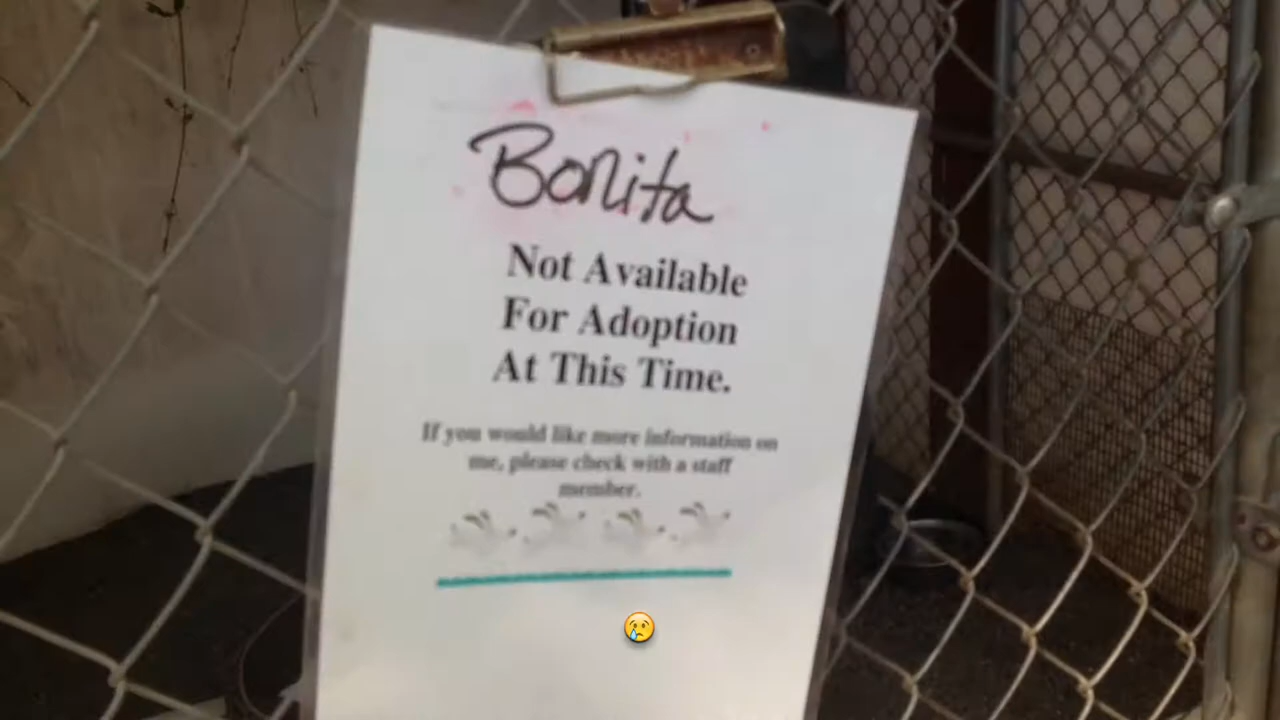 Bonita
Not Available
For Adoption
At This Time.
If you would like more information on
me, please check with a staff
member.